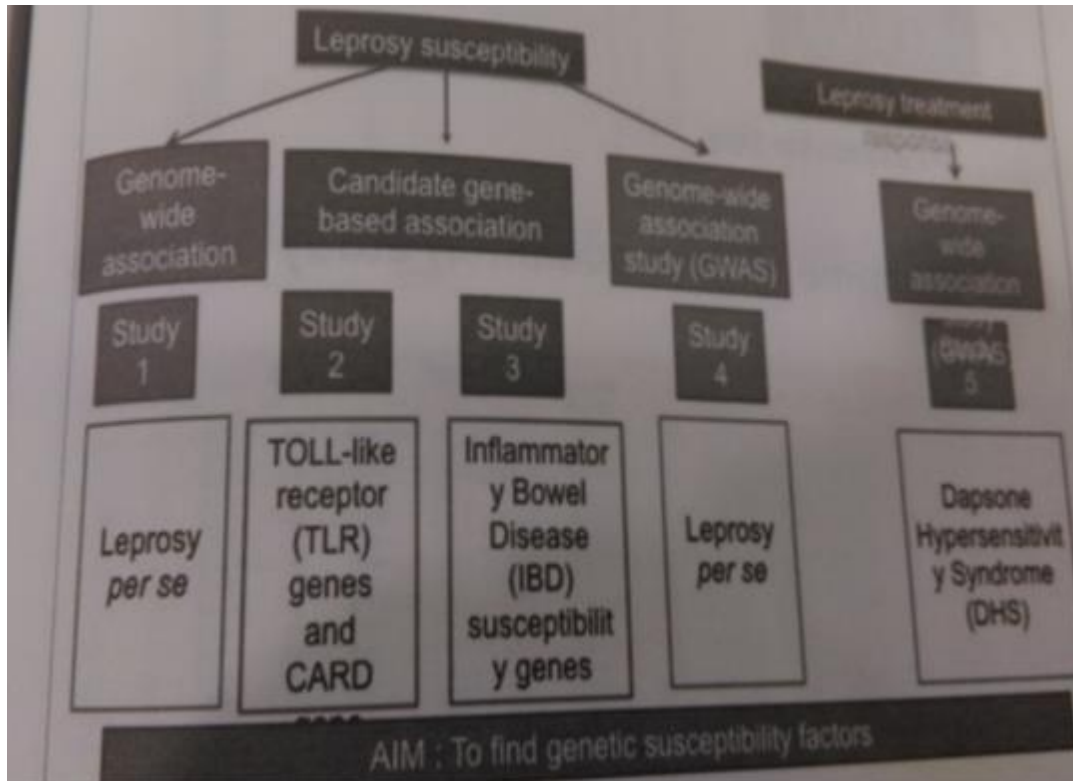 Leprosy susceptibility
Leprosy treatment
response
Genome-
wide
association
Candidate gene-
based association
Genome-wide
association
study (GWAS)
Genome-
wide
association
Study
1
Study
2
Study
3
Study
4
(GWAS)
5
Leprosy
per se
TOLL-like
receptor
(TLR)
genes
and
CARD
Inflammator
y Bowel
Disease
(IBD)
susceptibilit
y genes
Leprosy
per se
Dapsone
Hypersensitivit
y Syndrome
(DHS)
AIM : To find genetic susceptibility factors